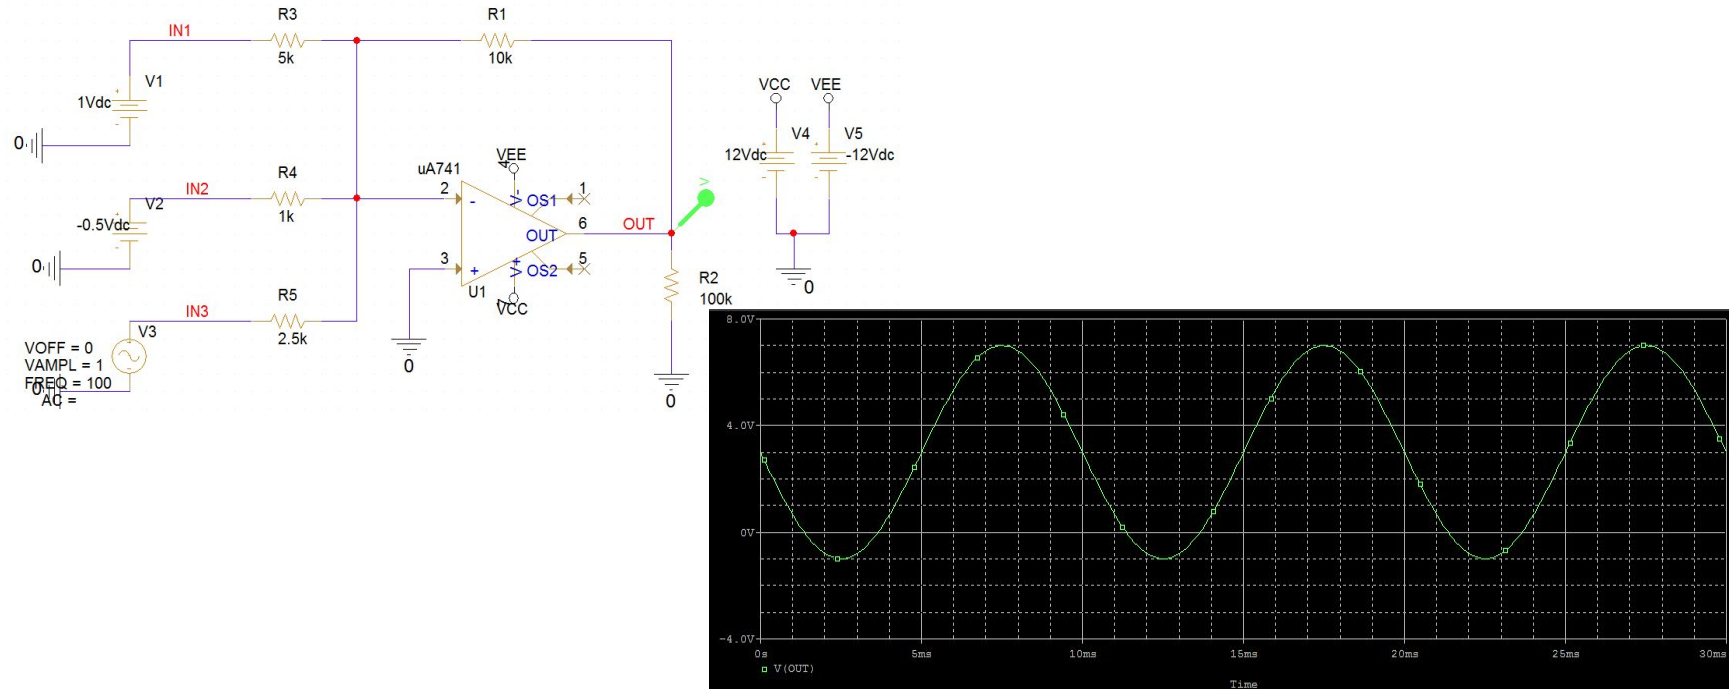 R3
R1
IN1
5k
10k
V1
1Vdc
0
VCC
VEE
V4
V5
12Vdc
-12Vdc
0
R4
IN2
1k
V2
-0.5Vdc
0
uA741
VEE
4
V-
2
-
OS1
1
6
OUT
OUT
V
3
+
V+
OS2
5
U1
7
VCC
R2
100k
0
0
R5
IN3
2.5k
V3
VOFF = 0
VAMPL = 1
FREQ = 100
AC =
0
8.0V
4.0V
0V
-4.0V
0s
5ms
10ms
15ms
20ms
25ms
30ms
V(OUT)
Time